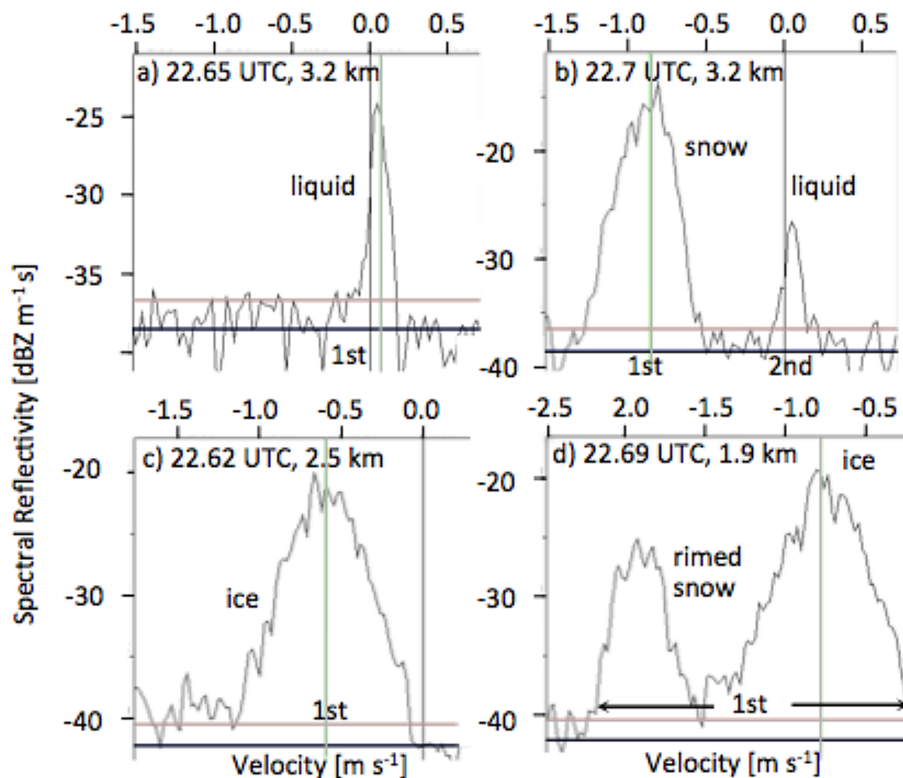 -1.5 -1.0 -0.5 0.0 0.5
-1.5 -1.0 -0.5 0.0 0.5
a) 22.65 UTC, 3.2 km
b) 22.7 UTC, 3.2 km
-25
-30
-35
liquid
1st
-20
-30
-40
snow
liquid
1st 2nd
Spectral Reflectivity [dBZ m-1 s]
-1.5 -1.0 -0.5 0.0
-2.5 2.0 -1.5 -1.0 -0.5
c) 22.62 UTC, 2.5 km
d) 22.69 UTC, 1.9 km
-20
-30
-40
ice
1st
-20
-30
-40
ice
rimed
snow
1st
Velocity [m s-1]
Velocity [m s-1]